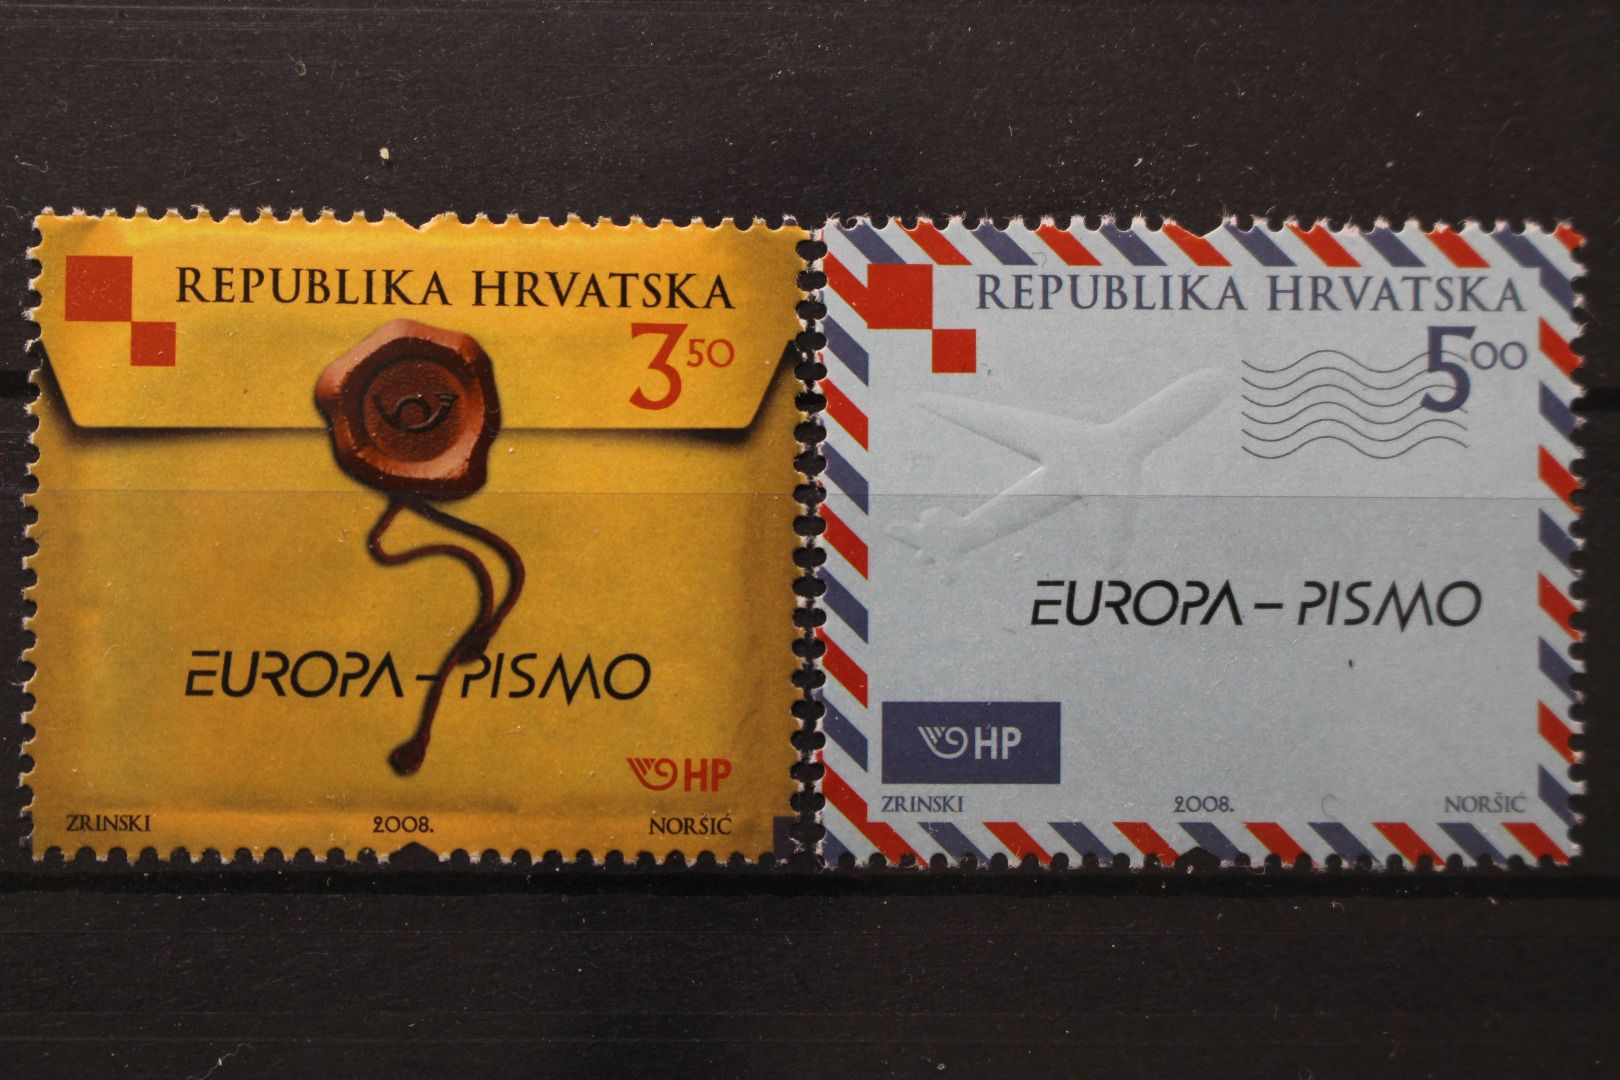 REPUBLIKA HRVATSKA
3 50
EUROPA – PISMO
HP
ZRINSKI 2008. NORŠIĆ
REPUBLIKA HRVATSKA
5 00
EUROPA – PISMO
HP
ZRINSKI 2008. NORŠIĆ